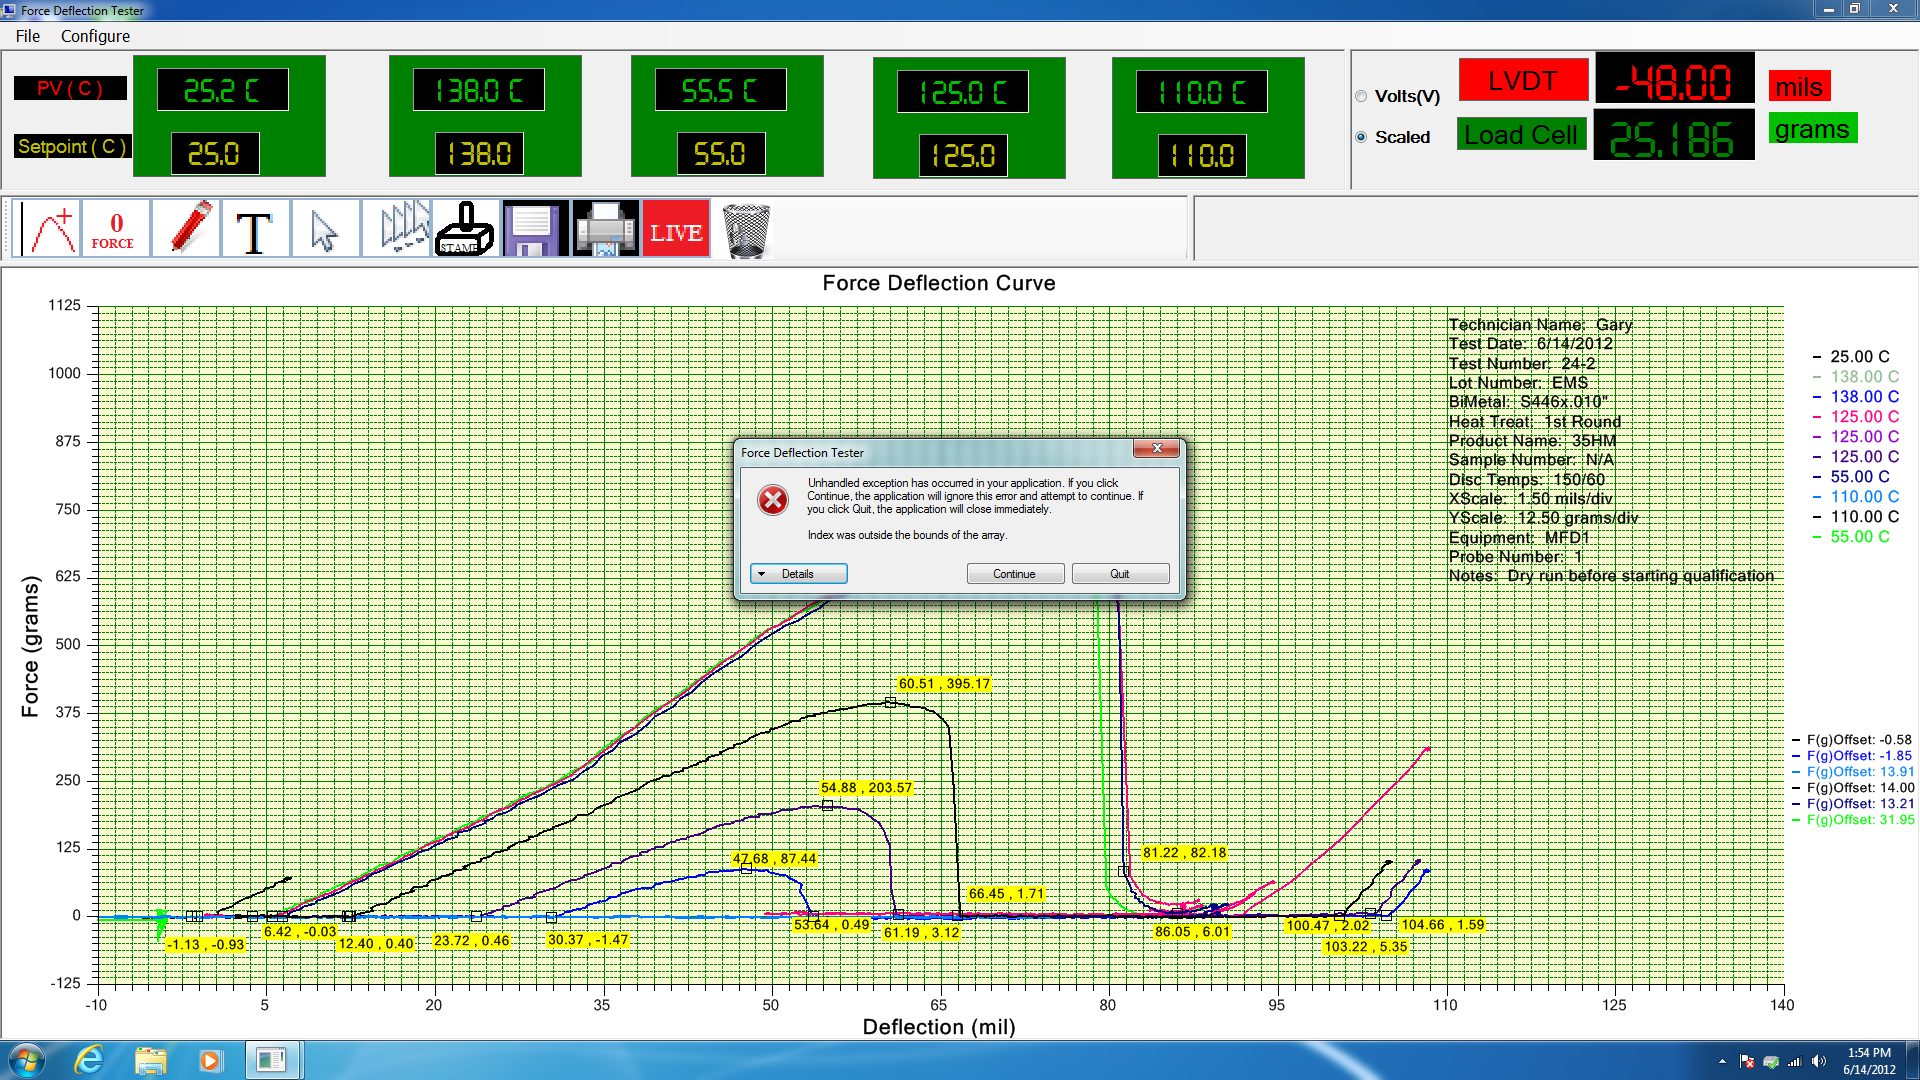 Force Deflection Tester
File Configure
PV ( C )
25.2 C
138.0 C
55.5 C
125.0 C
110.0 C
Setpoint ( C )
25.0
138.0
55.0
125.0
110.0
Volts(V)
Scaled
LVDT
-48.00
mils
Load Cell
25.186
grams
0
FORCE
T
STAMP
LIVE
Force Deflection Curve
1125
1000
875
750
625
500
375
250
125
0
-125
Force (grams)
-10 5 20 35 50 65 80 95 110 125 140
Deflection (mil)
Technician Name: Gary
Test Date: 6/14/2012
Test Number: 24-2
Lot Number: EMS
BiMetal: S446x.010"
Heat Treat: 1st Round
Product Name: 35HM
Sample Number: N/A
Disc Temps: 150/60
XScale: 1.50 mils/div
YScale: 12.50 grams/div
Equipment: MFD1
Probe Number: 1
Notes: Dry run before starting qualification
25.00 C
138.00 C
138.00 C
125.00 C
125.00 C
125.00 C
55.00 C
110.00 C
110.00 C
55.00 C
F(g)Offset: -0.58
F(g)Offset: -1.85
F(g)Offset: 13.91
F(g)Offset: 14.00
F(g)Offset: 13.21
F(g)Offset: 31.95
Force Deflection Tester
Unhandled exception has occurred in your application. If you click
Continue, the application will ignore this error and attempt to continue. If
you click Quit, the application will close immediately.
Index was outside the bounds of the array.
Details
Continue
Quit
60.51 , 395.17
54.88 , 203.57
47.68 , 87.44
81.22 , 82.18
66.45 , 1.71
-1.13 , -0.93
6.42 , -0.03
12.40 , 0.40
23.72 , 0.46
30.37 , -1.47
53.64 , 0.49
61.19 , 3.12
86.05 , 6.01
100.47 , 2.02
103.22 , 5.35
104.66 , 1.59
1:54 PM
6/14/2012